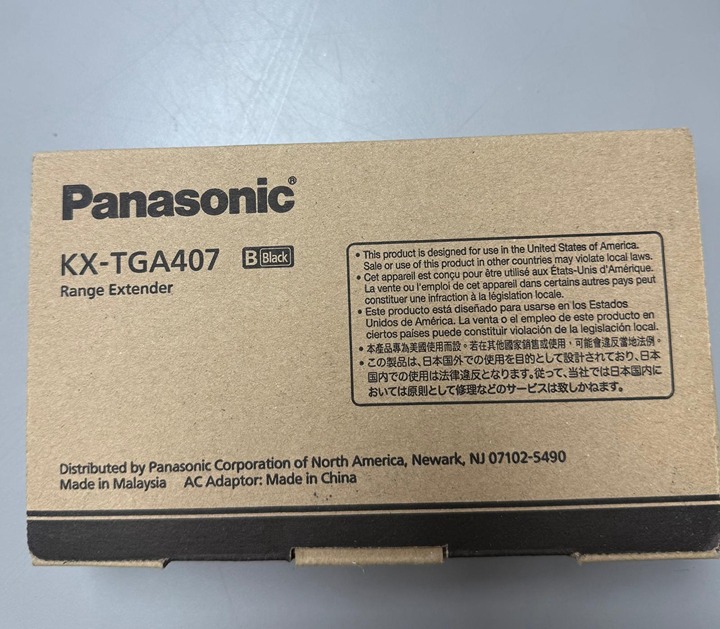 Panasonic®
KX-TGA407 B Black
Range Extender
• This product is designed for use in the United States of America.
Sale or use of this product in other countries may violate local laws.
• Cet appareil est conçu pour être utilisé aux États-Unis d'Amérique.
La vente ou l'emploi de cet appareil dans certains autres pays peut
constituer une infraction à la législation locale.
• Este producto está diseñado para usarse en los Estados
Unidos de América. La venta o el empleo de este producto en
ciertos países puede constituir violación de la legislación local.
• 本產品專為美國使用而設。若在其他國家銷售或使用，可能會違反當地法例。
• この製品は、日本国外での使用を目的として設計されており、日本
国内での使用は法律違反となります。従って、当社では日本国内に
おいては原則として修理などのサービスは致しかねます。
Distributed by Panasonic Corporation of North America, Newark, NJ 07102-5490
Made in Malaysia AC Adaptor: Made in China